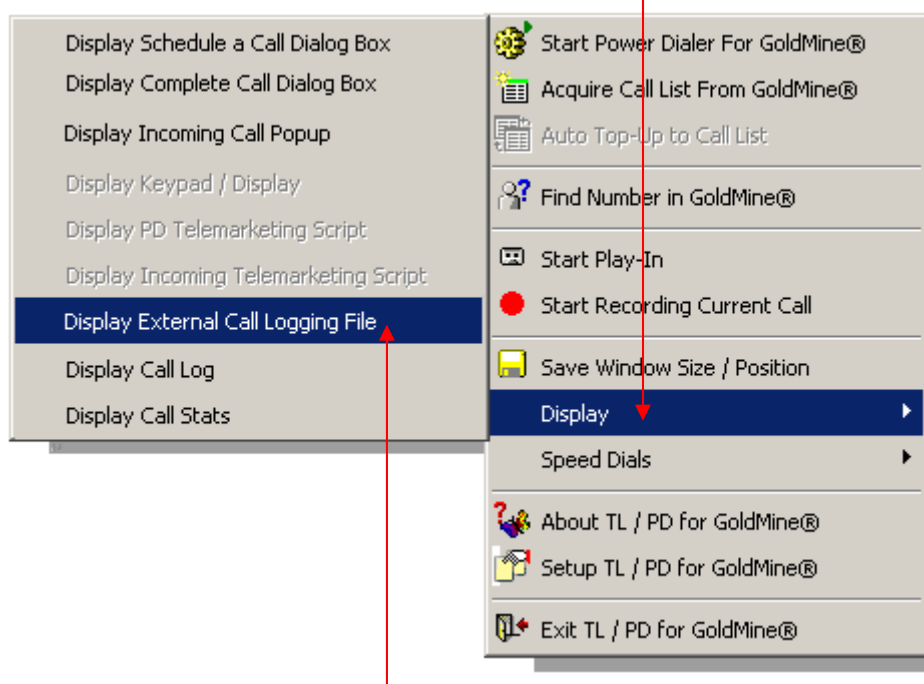 Display Schedule a Call Dialog Box
Display Complete Call Dialog Box
Display Incoming Call Popup
Display Keypad / Display
Display PD Telemarketing Script
Display Incoming Telemarketing Script
Display External Call Logging File
Display Call Log
Display Call Stats
Start Power Dialer For GoldMine®
Acquire Call List From GoldMine®
Auto Top-Up to Call List
Find Number in GoldMine®
Start Play-In
Start Recording Current Call
Save Window Size / Position
Display
Speed Dials
About TL / PD for GoldMine®
Setup TL / PD for GoldMine®
Exit TL / PD for GoldMine®